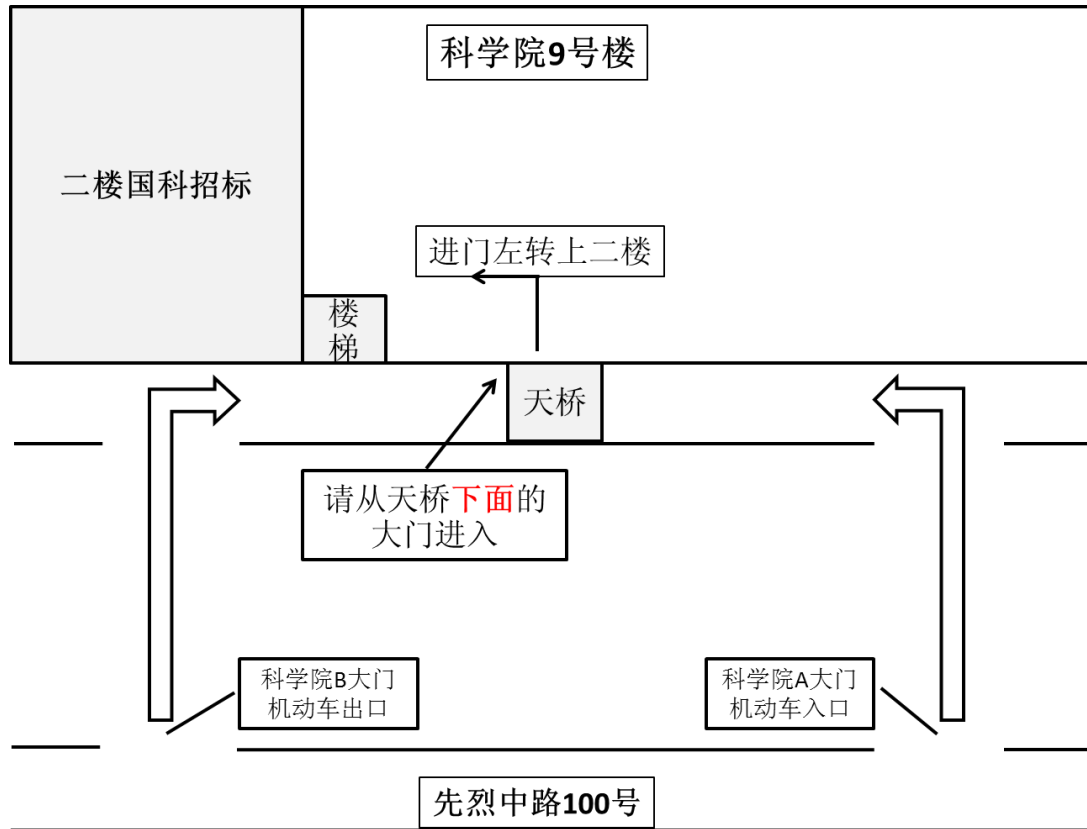 科学院9号楼
二楼国科招标
进门左转上二楼
楼
梯
天桥
请从天桥下面的
大门进入
科学院B大门
机动车出口
科学院A大门
机动车入口
先烈中路100号